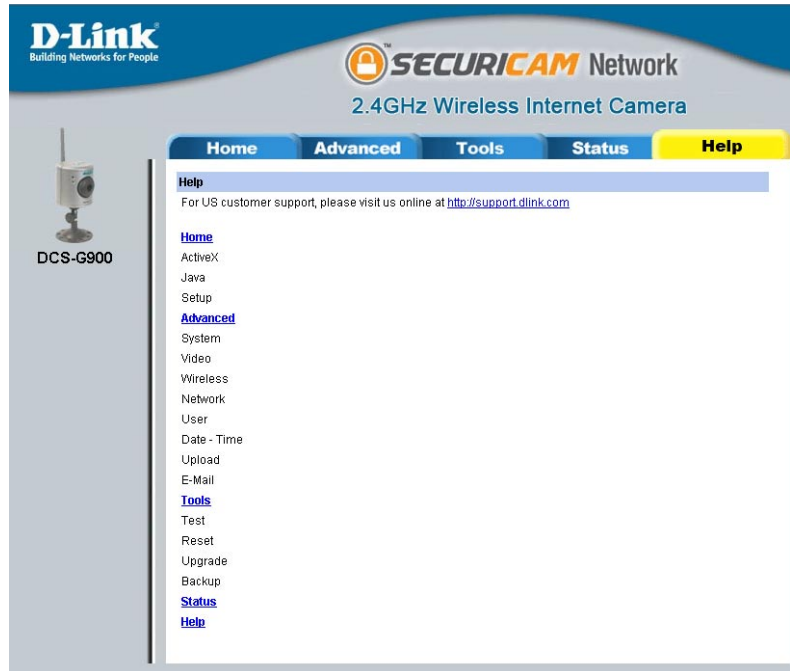 D-Link®
Building Networks for People
SECURICAM Network
2.4GHz Wireless Internet Camera
Home Advanced Tools Status Help
DCS-G900
Help
For US customer support, please visit us online at http://support.dlink.com
Home
ActiveX
Java
Setup
Advanced
System
Video
Wireless
Network
User
Date - Time
Upload
E-Mail
Tools
Test
Reset
Upgrade
Backup
Status
Help